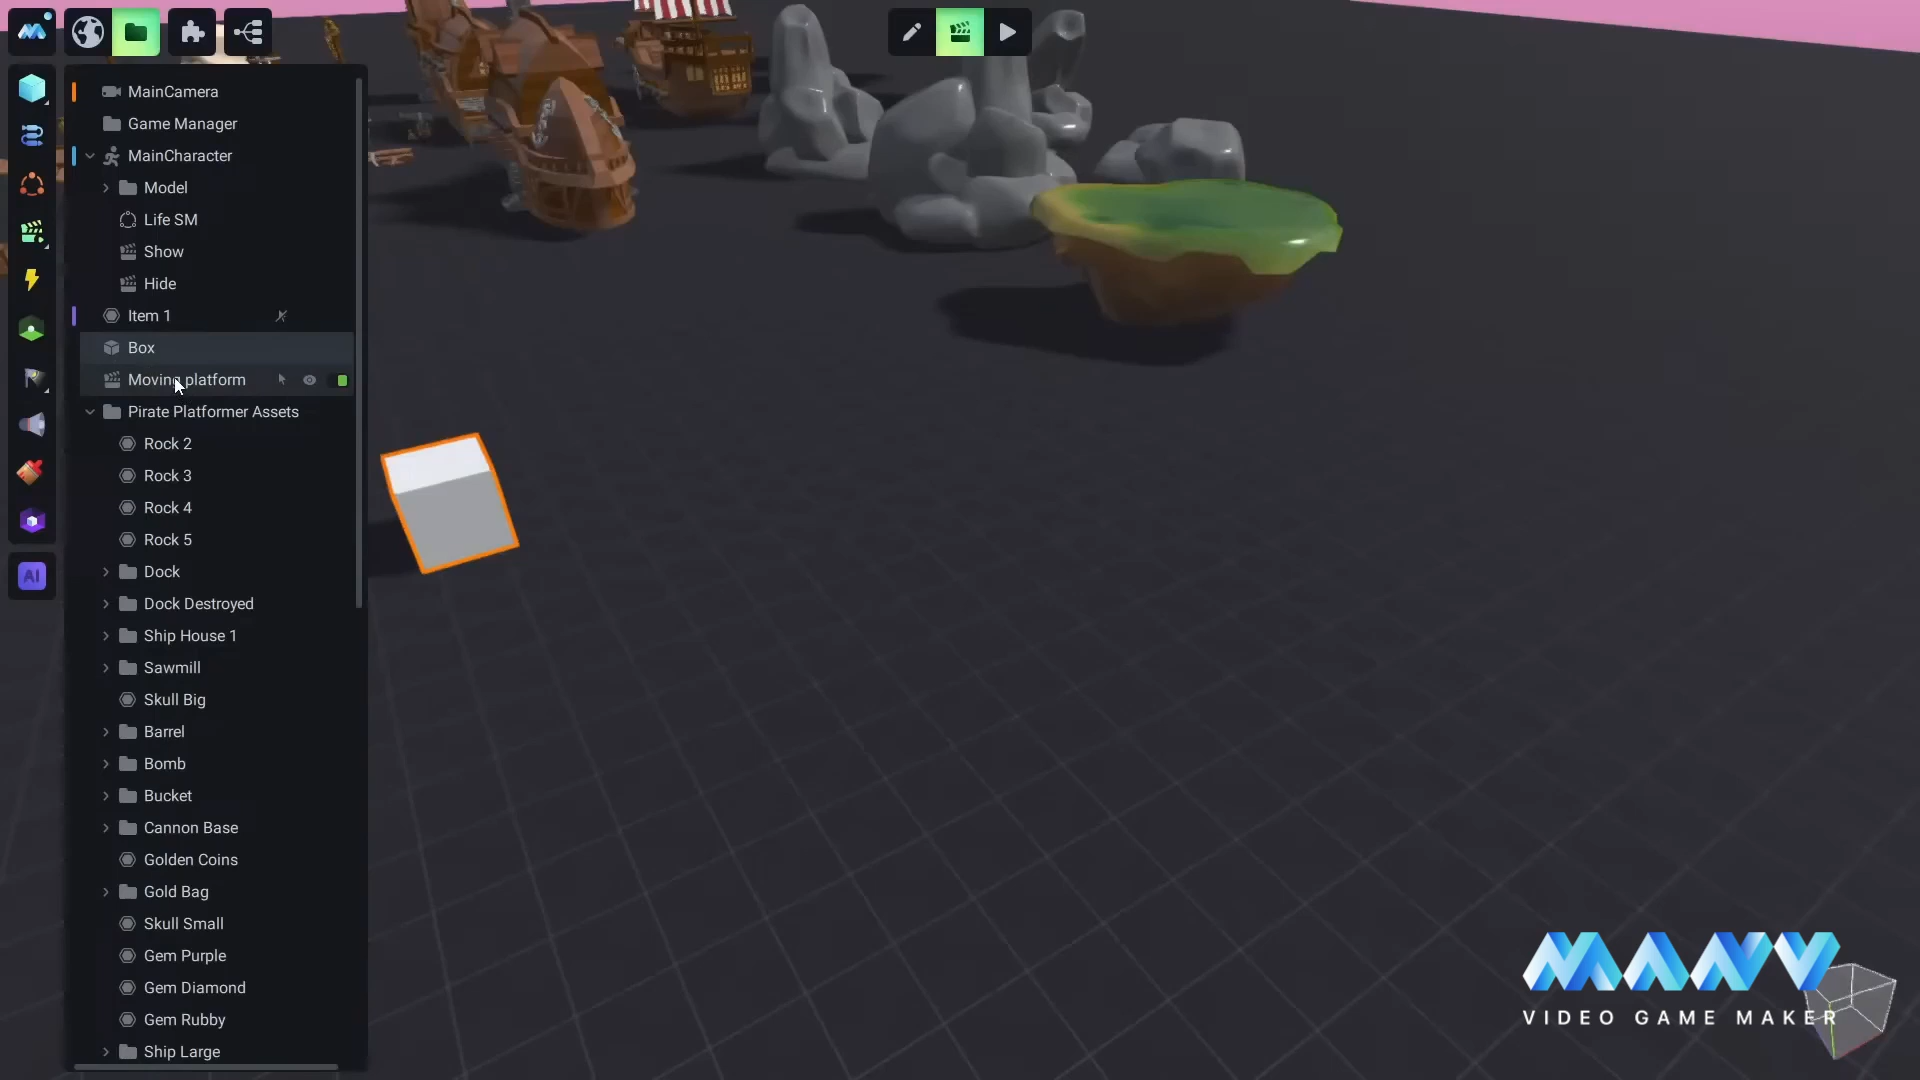 MainCamera
Game Manager
MainCharacter
Model
Life SM
Show
Hide
Item 1
Box
Moving platform
Pirate Platformer Assets
Rock 2
Rock 3
Rock 4
Rock 5
Dock
Dock Destroyed
Ship House 1
Sawmill
Skull Big
Barrel
Bomb
Bucket
Cannon Base
Golden Coins
Gold Bag
Skull Small
Gem Purple
Gem Diamond
Gem Rubby
Ship Large
AI
MANU
VIDEO GAME MAKER